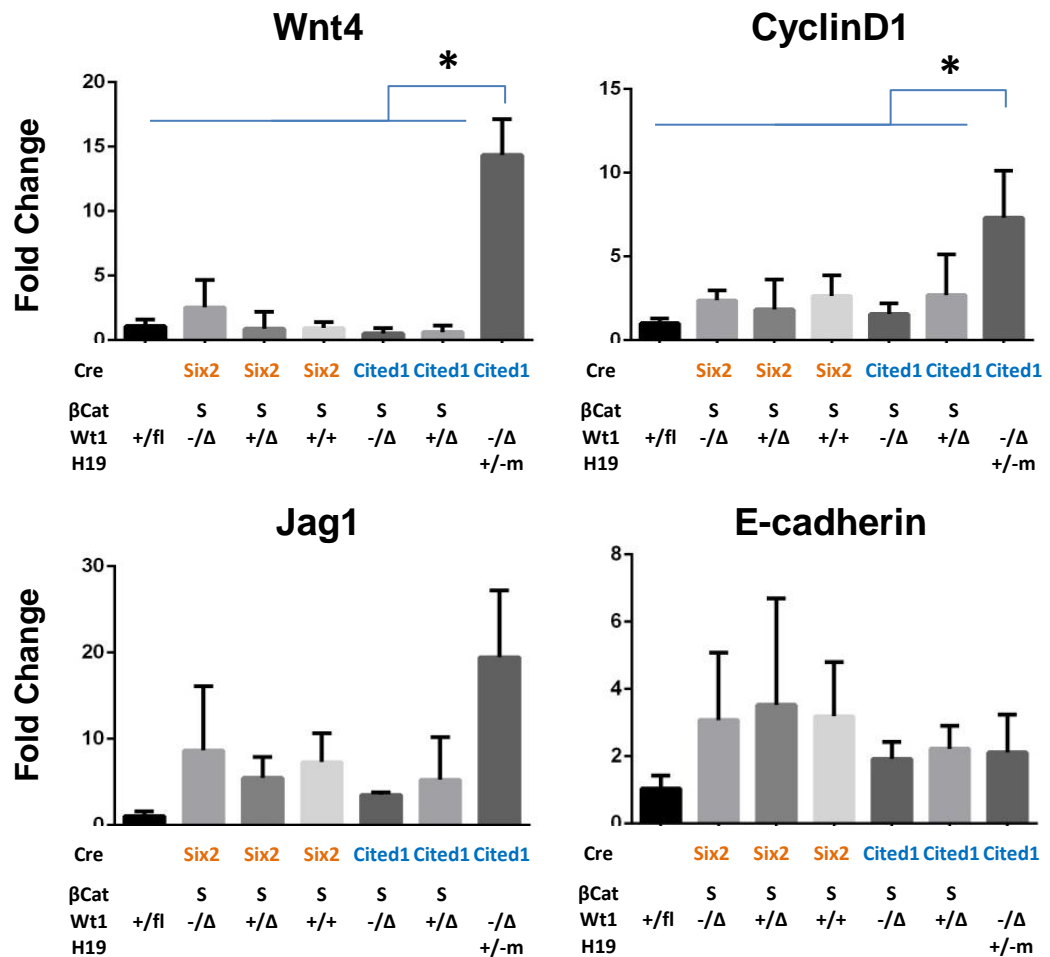 Wnt4
CyclinD1
*
*
Fold Change
20
15
10
5
0
15
10
5
0
Cre Six2 Six2 Six2 Cited1 Cited1 Cited1
βCat S S S S S
Wt1 +/fl -/Δ +/Δ +/+ -/Δ +/Δ -/Δ
H19 +/-m
Cre Six2 Six2 Six2 Cited1 Cited1 Cited1
βCat S S S S S
Wt1 +/fl -/Δ +/Δ +/+ -/Δ +/Δ -/Δ
H19 +/-m
Jag1
E-cadherin
Fold Change
30
20
10
0
8
6
4
2
0
Cre Six2 Six2 Six2 Cited1 Cited1 Cited1
βCat S S S S S
Wt1 +/fl -/Δ +/Δ +/+ -/Δ +/Δ -/Δ
H19 +/-m
Cre Six2 Six2 Six2 Cited1 Cited1 Cited1
βCat S S S S S
Wt1 +/fl -/Δ +/Δ +/+ -/Δ +/Δ -/Δ
H19 +/-m